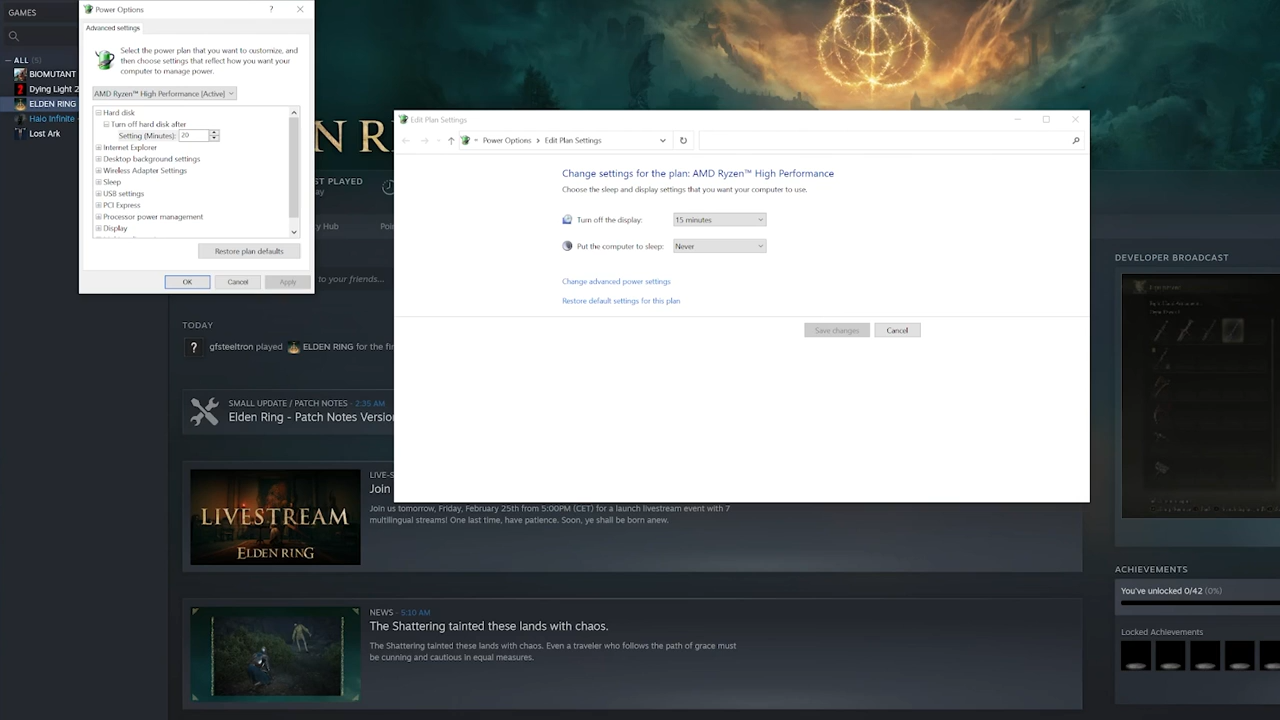 GAMES
ALL (5)
BIOMUTANT
Dying Light 2
ELDEN RING
Halo Infinite -
Lost Ark
Power Options
Advanced settings
Select the power plan that you want to customize, and
then choose settings that reflect how you want your
computer to manage power.
AMD Ryzen™ High Performance [Active]
Hard disk
Turn off hard disk after
Setting (Minutes): 20
Internet Explorer
Desktop background settings
Wireless Adapter Settings
Sleep
USB settings
PCI Express
Processor power management
Display
Restore plan defaults
OK
Cancel
Apply
Edit Plan Settings
Power Options
Edit Plan Settings
Change settings for the plan: AMD Ryzen™ High Performance
Choose the sleep and display settings that you want your computer to use.
Turn off the display:
15 minutes
Put the computer to sleep:
Never
Change advanced power settings
Restore default settings for this plan
Save changes
Cancel
to your friends...
TODAY
gfsteeltron played ELDEN RING for the fir
SMALL UPDATE / PATCH NOTES - 2:35 AM
Elden Ring - Patch Notes Versio
LIVESTREAM
ELDEN RING
LIVE-S
Join
Join us tomorrow, Friday, February 25th from 5:00PM (CET) for a launch livestream event with 7
multilingual streams! One last time, have patience. Soon, ye shall be born anew.
NEWS - 5:10 AM
The Shattering tainted these lands with chaos.
The Shattering tainted these lands with chaos. Even a traveler who follows the path of grace must
be cunning and cautious in equal measures.
DEVELOPER BROADCAST
ACHIEVEMENTS
You've unlocked 0/42 (0%)
Locked Achievements